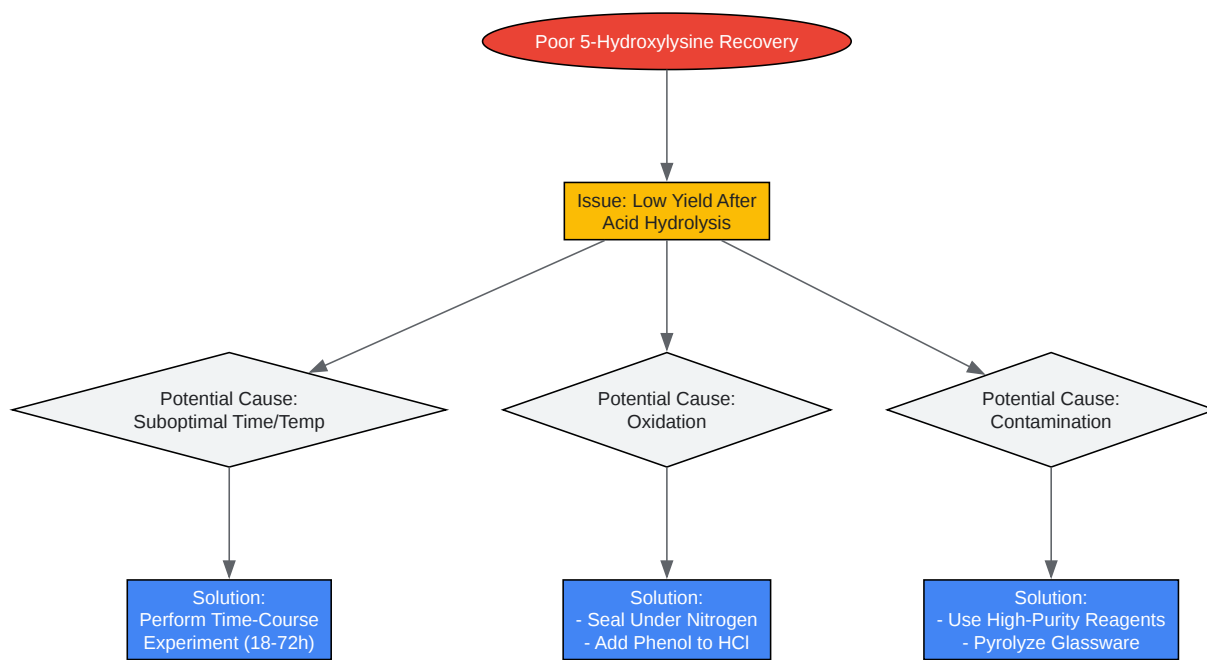 Poor 5-Hydroxylysine Recovery
Issue: Low Yield After
Acid Hydrolysis
Potential Cause:
Suboptimal Time/Temp
Potential Cause:
Oxidation
Potential Cause:
Contamination
Solution:
Perform Time-Course
Experiment (18-72h)
Solution:
- Seal Under Nitrogen
- Add Phenol to HCl
Solution:
- Use High-Purity Reagents
- Pyrolyze Glassware